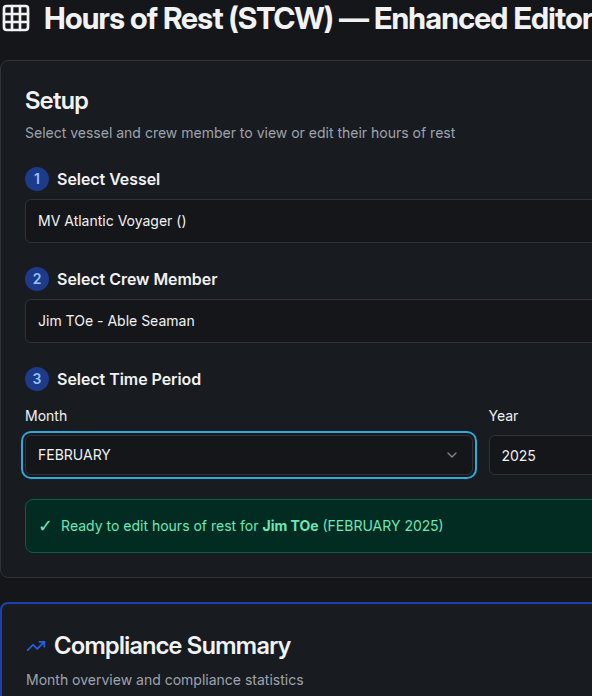 Hours of Rest (STCW) — Enhanced Editor
Setup
Select vessel and crew member to view or edit their hours of rest
1 Select Vessel
MV Atlantic Voyager ()
2 Select Crew Member
Jim TOe - Able Seaman
3 Select Time Period
Month Year
FEBRUARY 2025
✓ Ready to edit hours of rest for Jim TOe (FEBRUARY 2025)
Compliance Summary
Month overview and compliance statistics